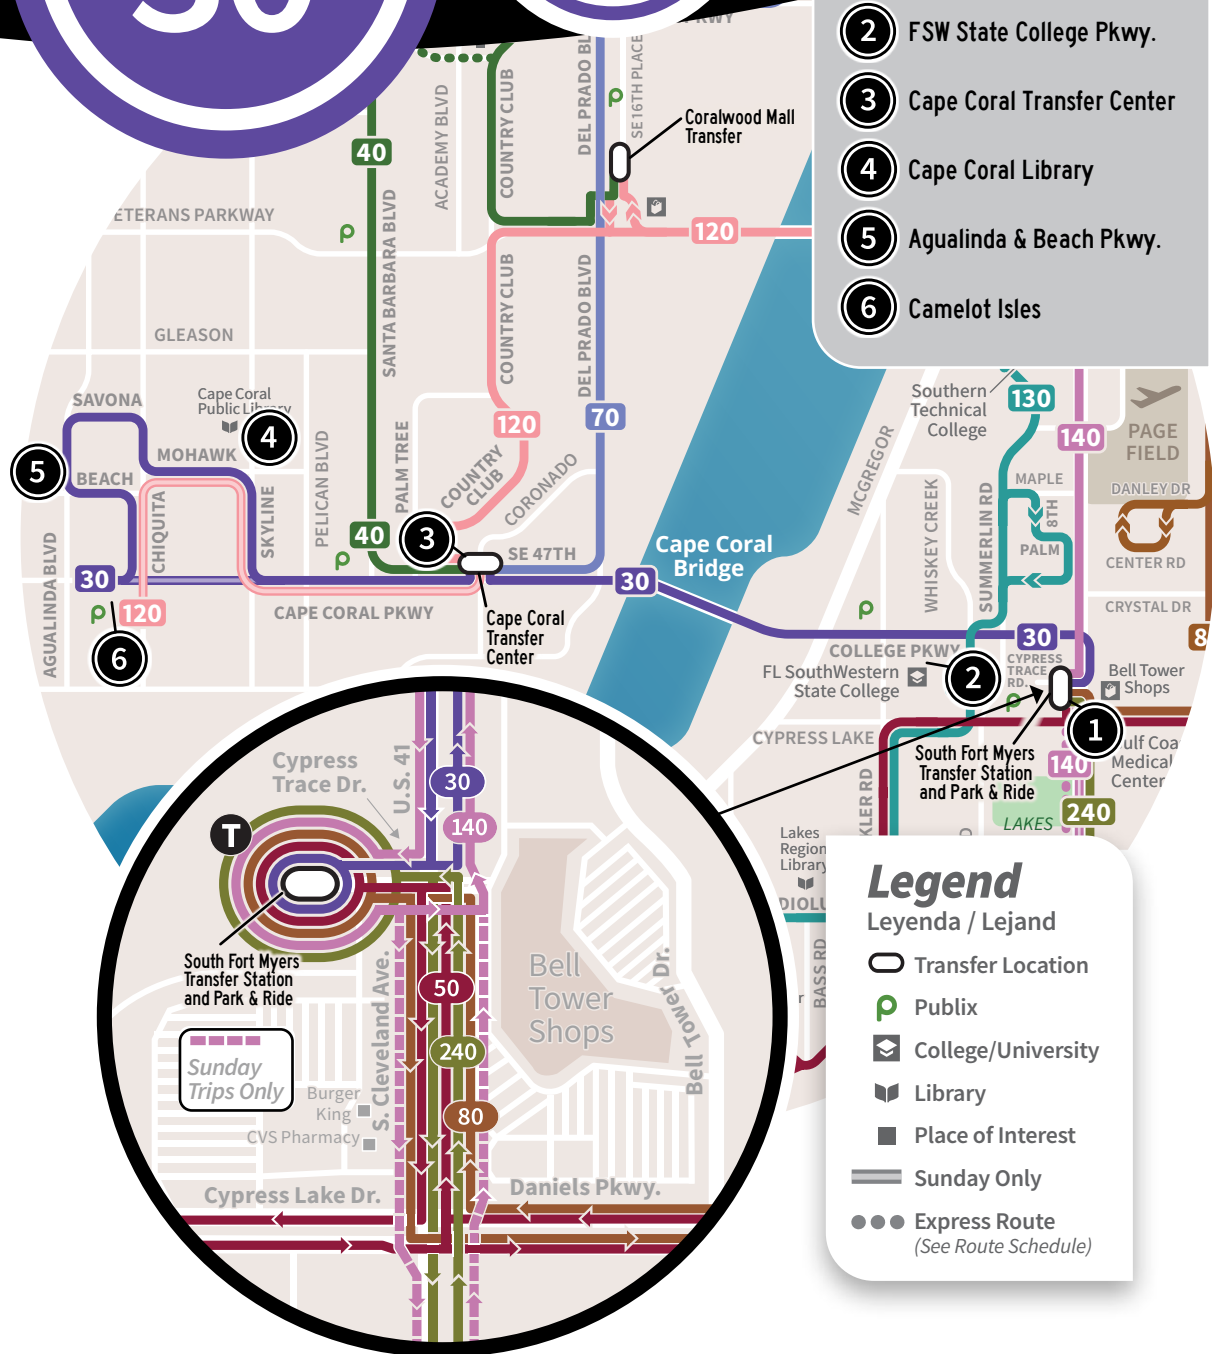 30
PKWY
2 FSW State College Pkwy.
3 Cape Coral Transfer Center
4 Cape Coral Library
5 Agualinda & Beach Pkwy.
6 Camelot Isles
Coralwood Mall
Transfer
SE 16TH PLACE
DEL PRADO BL
COUNTRY CLUB
ACADEMY BLVD
40
ETERANS PARKWAY
SANTA BARBARA BLVD
120
COUNTRY CLUB
DEL PRADO BLVD
GLEASON
Southern
Technical
College
130
140
PAGE
FIELD
SAVONA
Cape Coral
Public Library
4
120
70
MOHAWK
PELICAN BLVD
PALM TREE
COUNTRY
CLUB
CORONADO
MCGREGOR
5
BEACH
CHIQUITA
SKYLINE
WHISKEY CREEK
SUMMERLIN RD
MAPLE
8TH
PALM
DANLEY DR
CENTER RD
CRYSTAL DR
40
3
SE 47TH
Cape Coral
Bridge
AGUALINDA BLVD
30
120
CAPE CORAL PKWY
30
30
8
6
Cape Coral
Transfer
Center
COLLEGE PKWY
FL SouthWestern
State College
2
CYPRESS
TRACE
RD.
Bell Tower
Shops
1
CYPRESS LAKE
South Fort Myers
Transfer Station
and Park & Ride
140
ulf Coa
Medical
Center
240
LAKES
KLER RD
D
Lakes
Region
Library
DIOLU
BASS RD
r
Cypress
Trace Dr.
U.S. 41
30
140
T
South Fort Myers
Transfer Station
and Park & Ride
S. Cleveland Ave.
50
240
80
Bell
Tower
Shops
Bell Tower Dr.
Sunday
Trips Only
Burger
King
CVS Pharmacy
Cypress Lake Dr.
Daniels Pkwy.
Legend
Leyenda / Lejand
Transfer Location
Publix
College/University
Library
Place of Interest
Sunday Only
Express Route
(See Route Schedule)